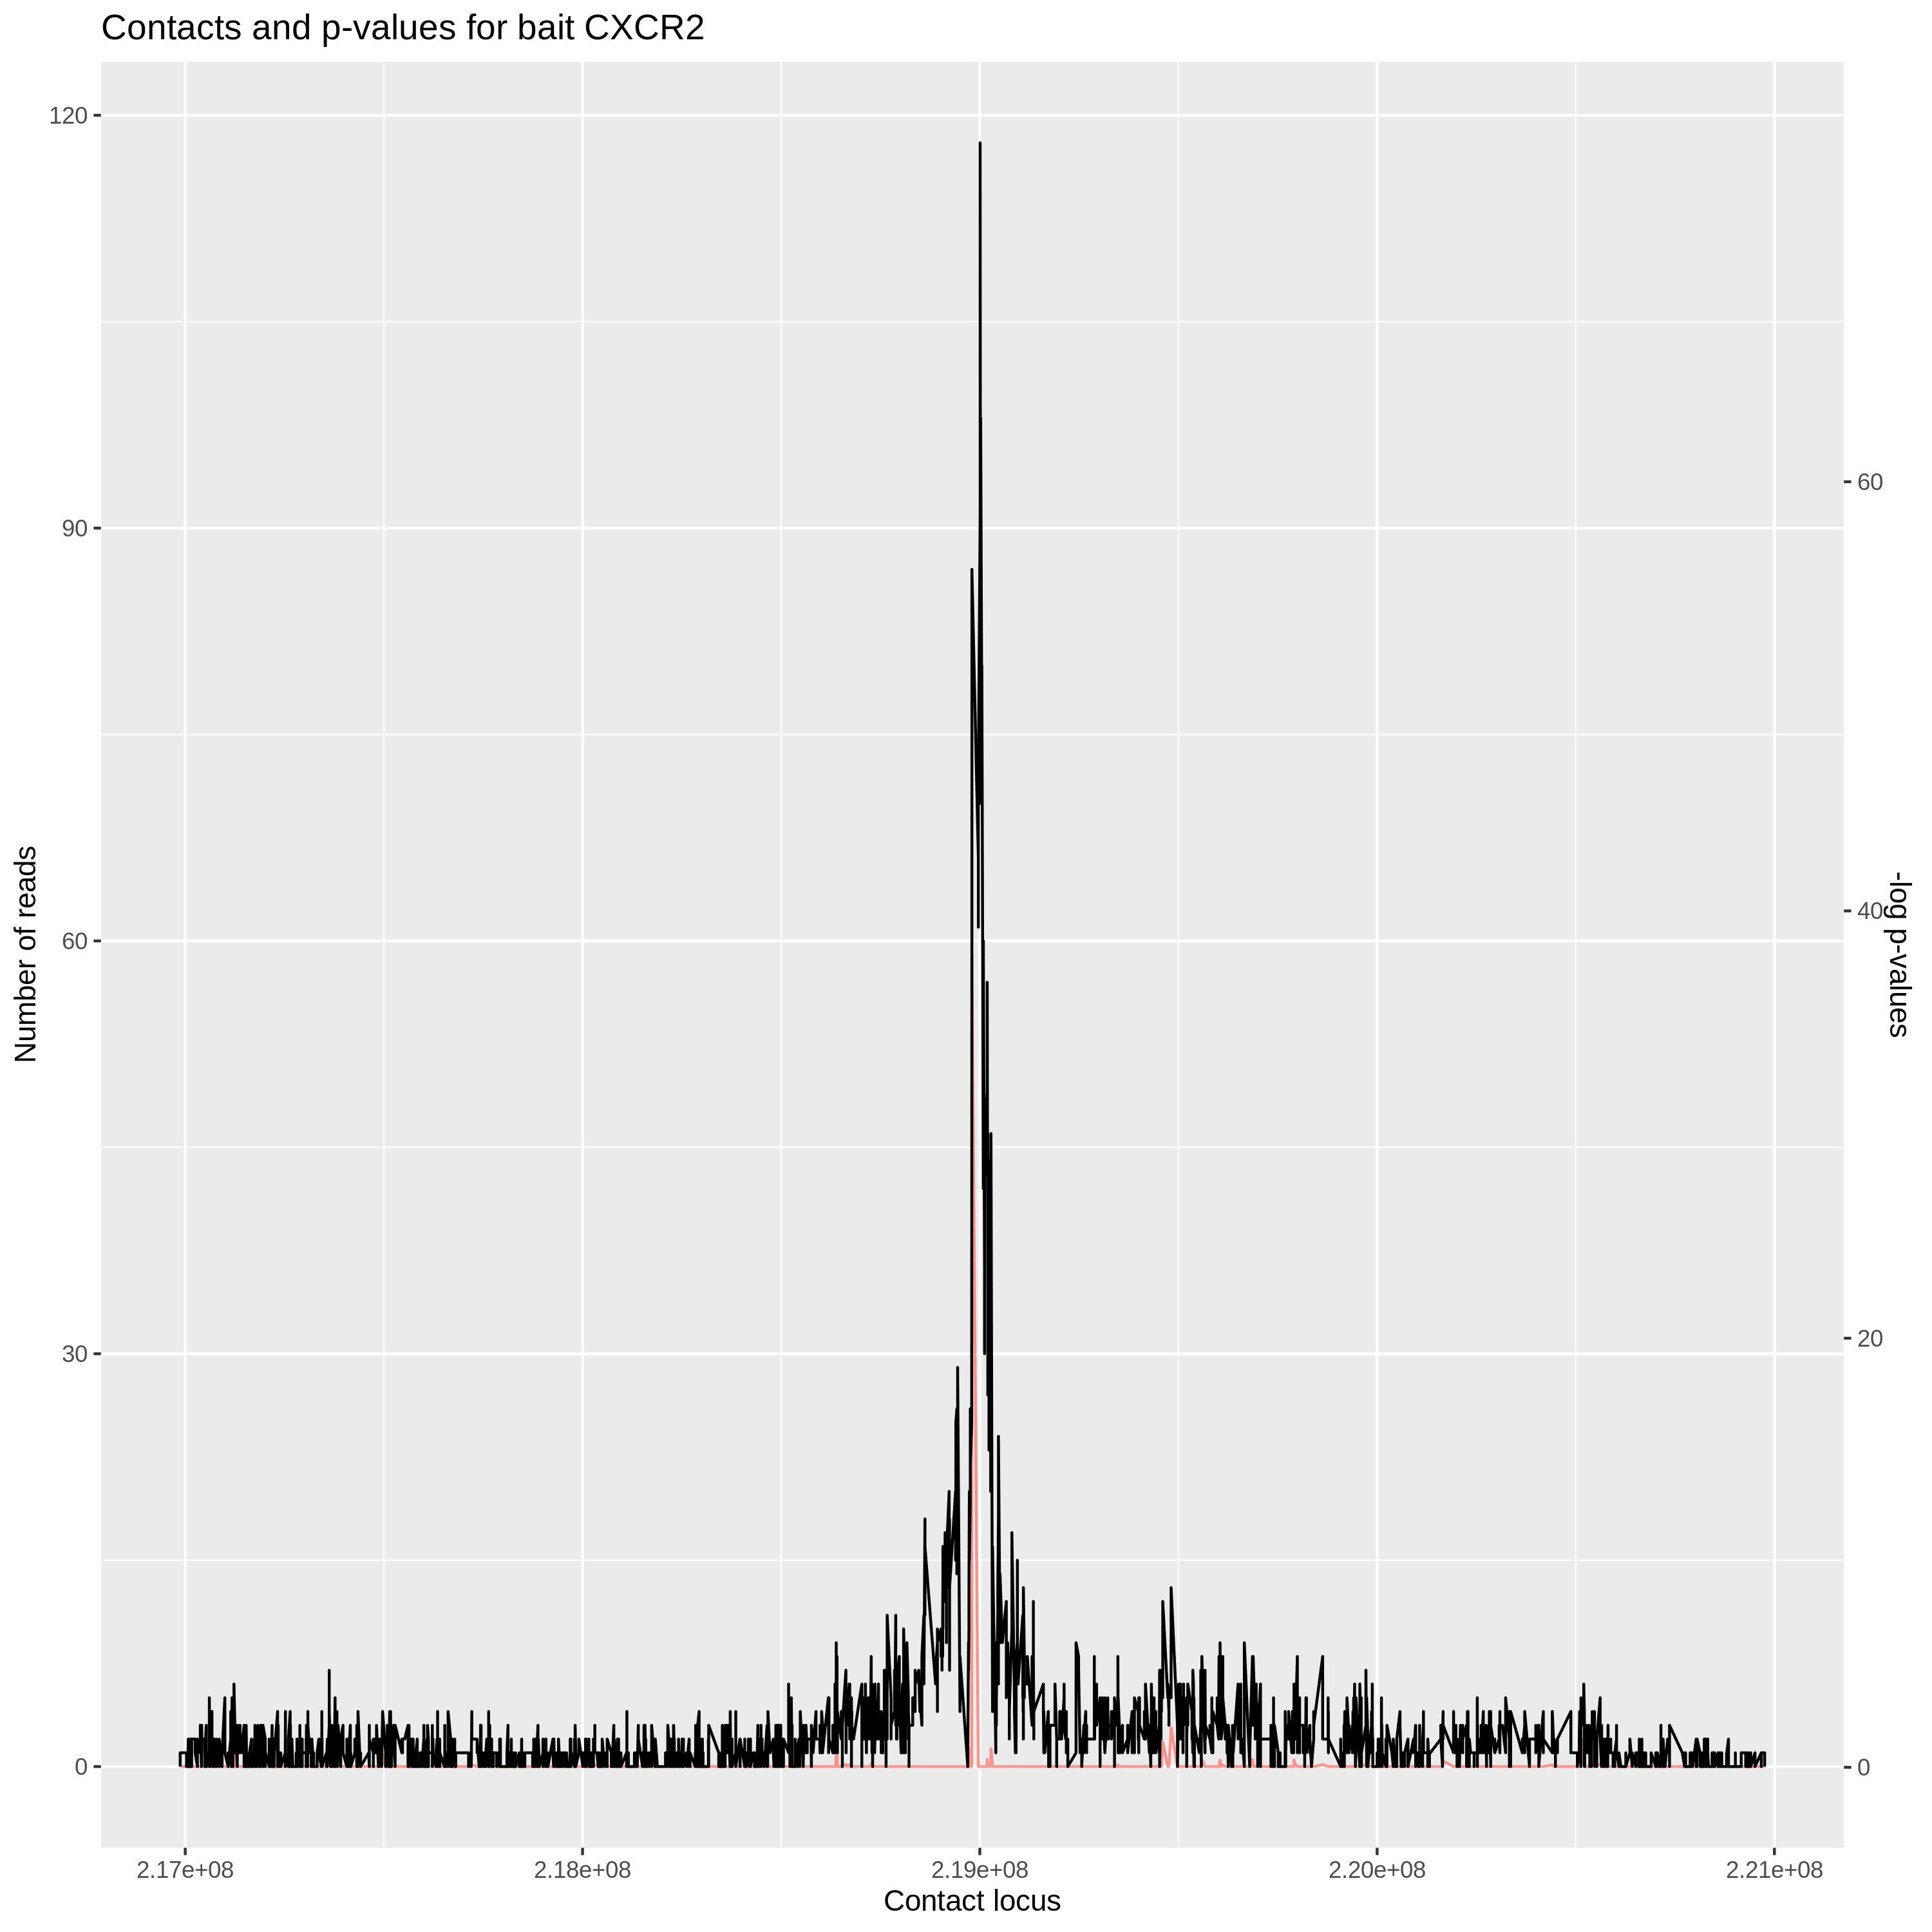 Contacts and p-values for bait CXCR2
120
90
60
30
0
Number of reads
60
40
20
0
-log p-values
2.17e+08
2.18e+08
2.19e+08
2.20e+08
2.21e+08
Contact locus